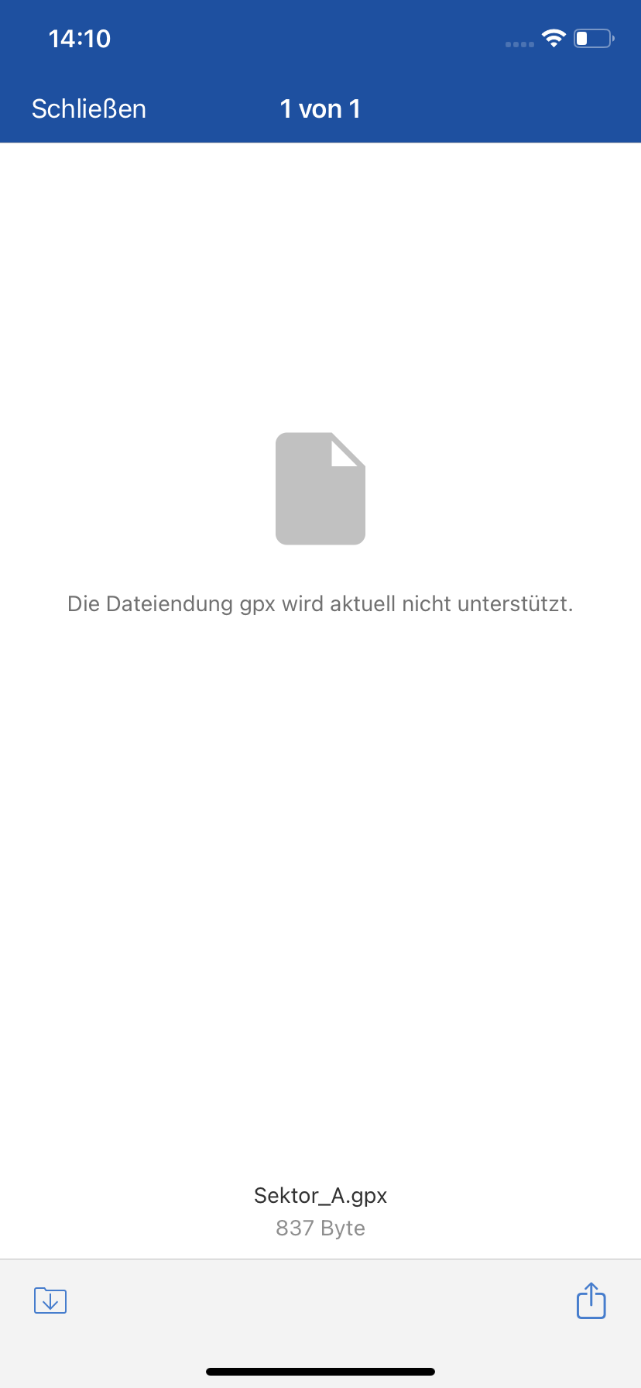 14:10
Schließen
1 von 1
Die Dateiendung gpx wird aktuell nicht unterstützt.
Sektor_A.gpx
837 Byte